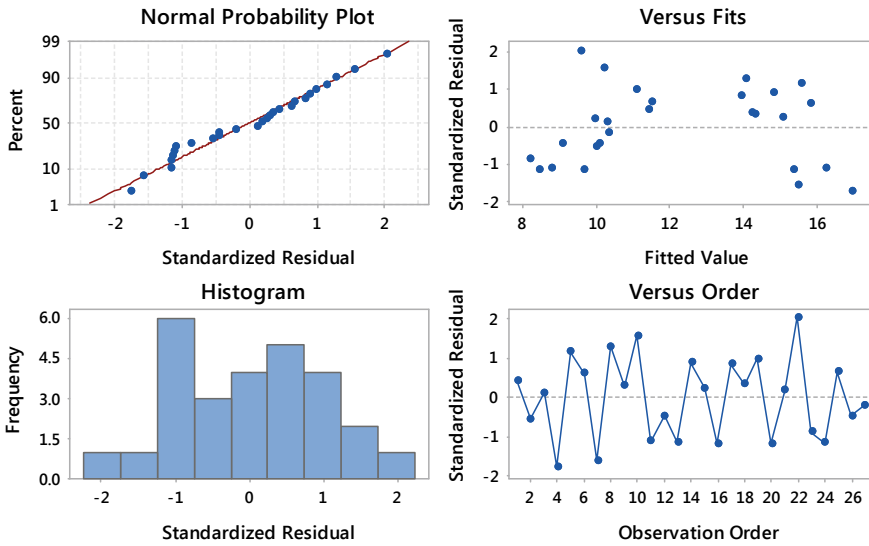 Normal Probability Plot
Percent
99
90
50
10
1
-2 -1 0 1 2
Standardized Residual
Versus Fits
Standardized Residual
2
1
0
-1
-2
8 10 12 14 16
Fitted Value
Histogram
Frequency
6.0
4.5
3.0
1.5
0.0
-2 -1 0 1 2
Standardized Residual
Versus Order
Standardized Residual
2
1
0
-1
-2
2 4 6 8 10 12 14 16 18 20 22 24 26
Observation Order